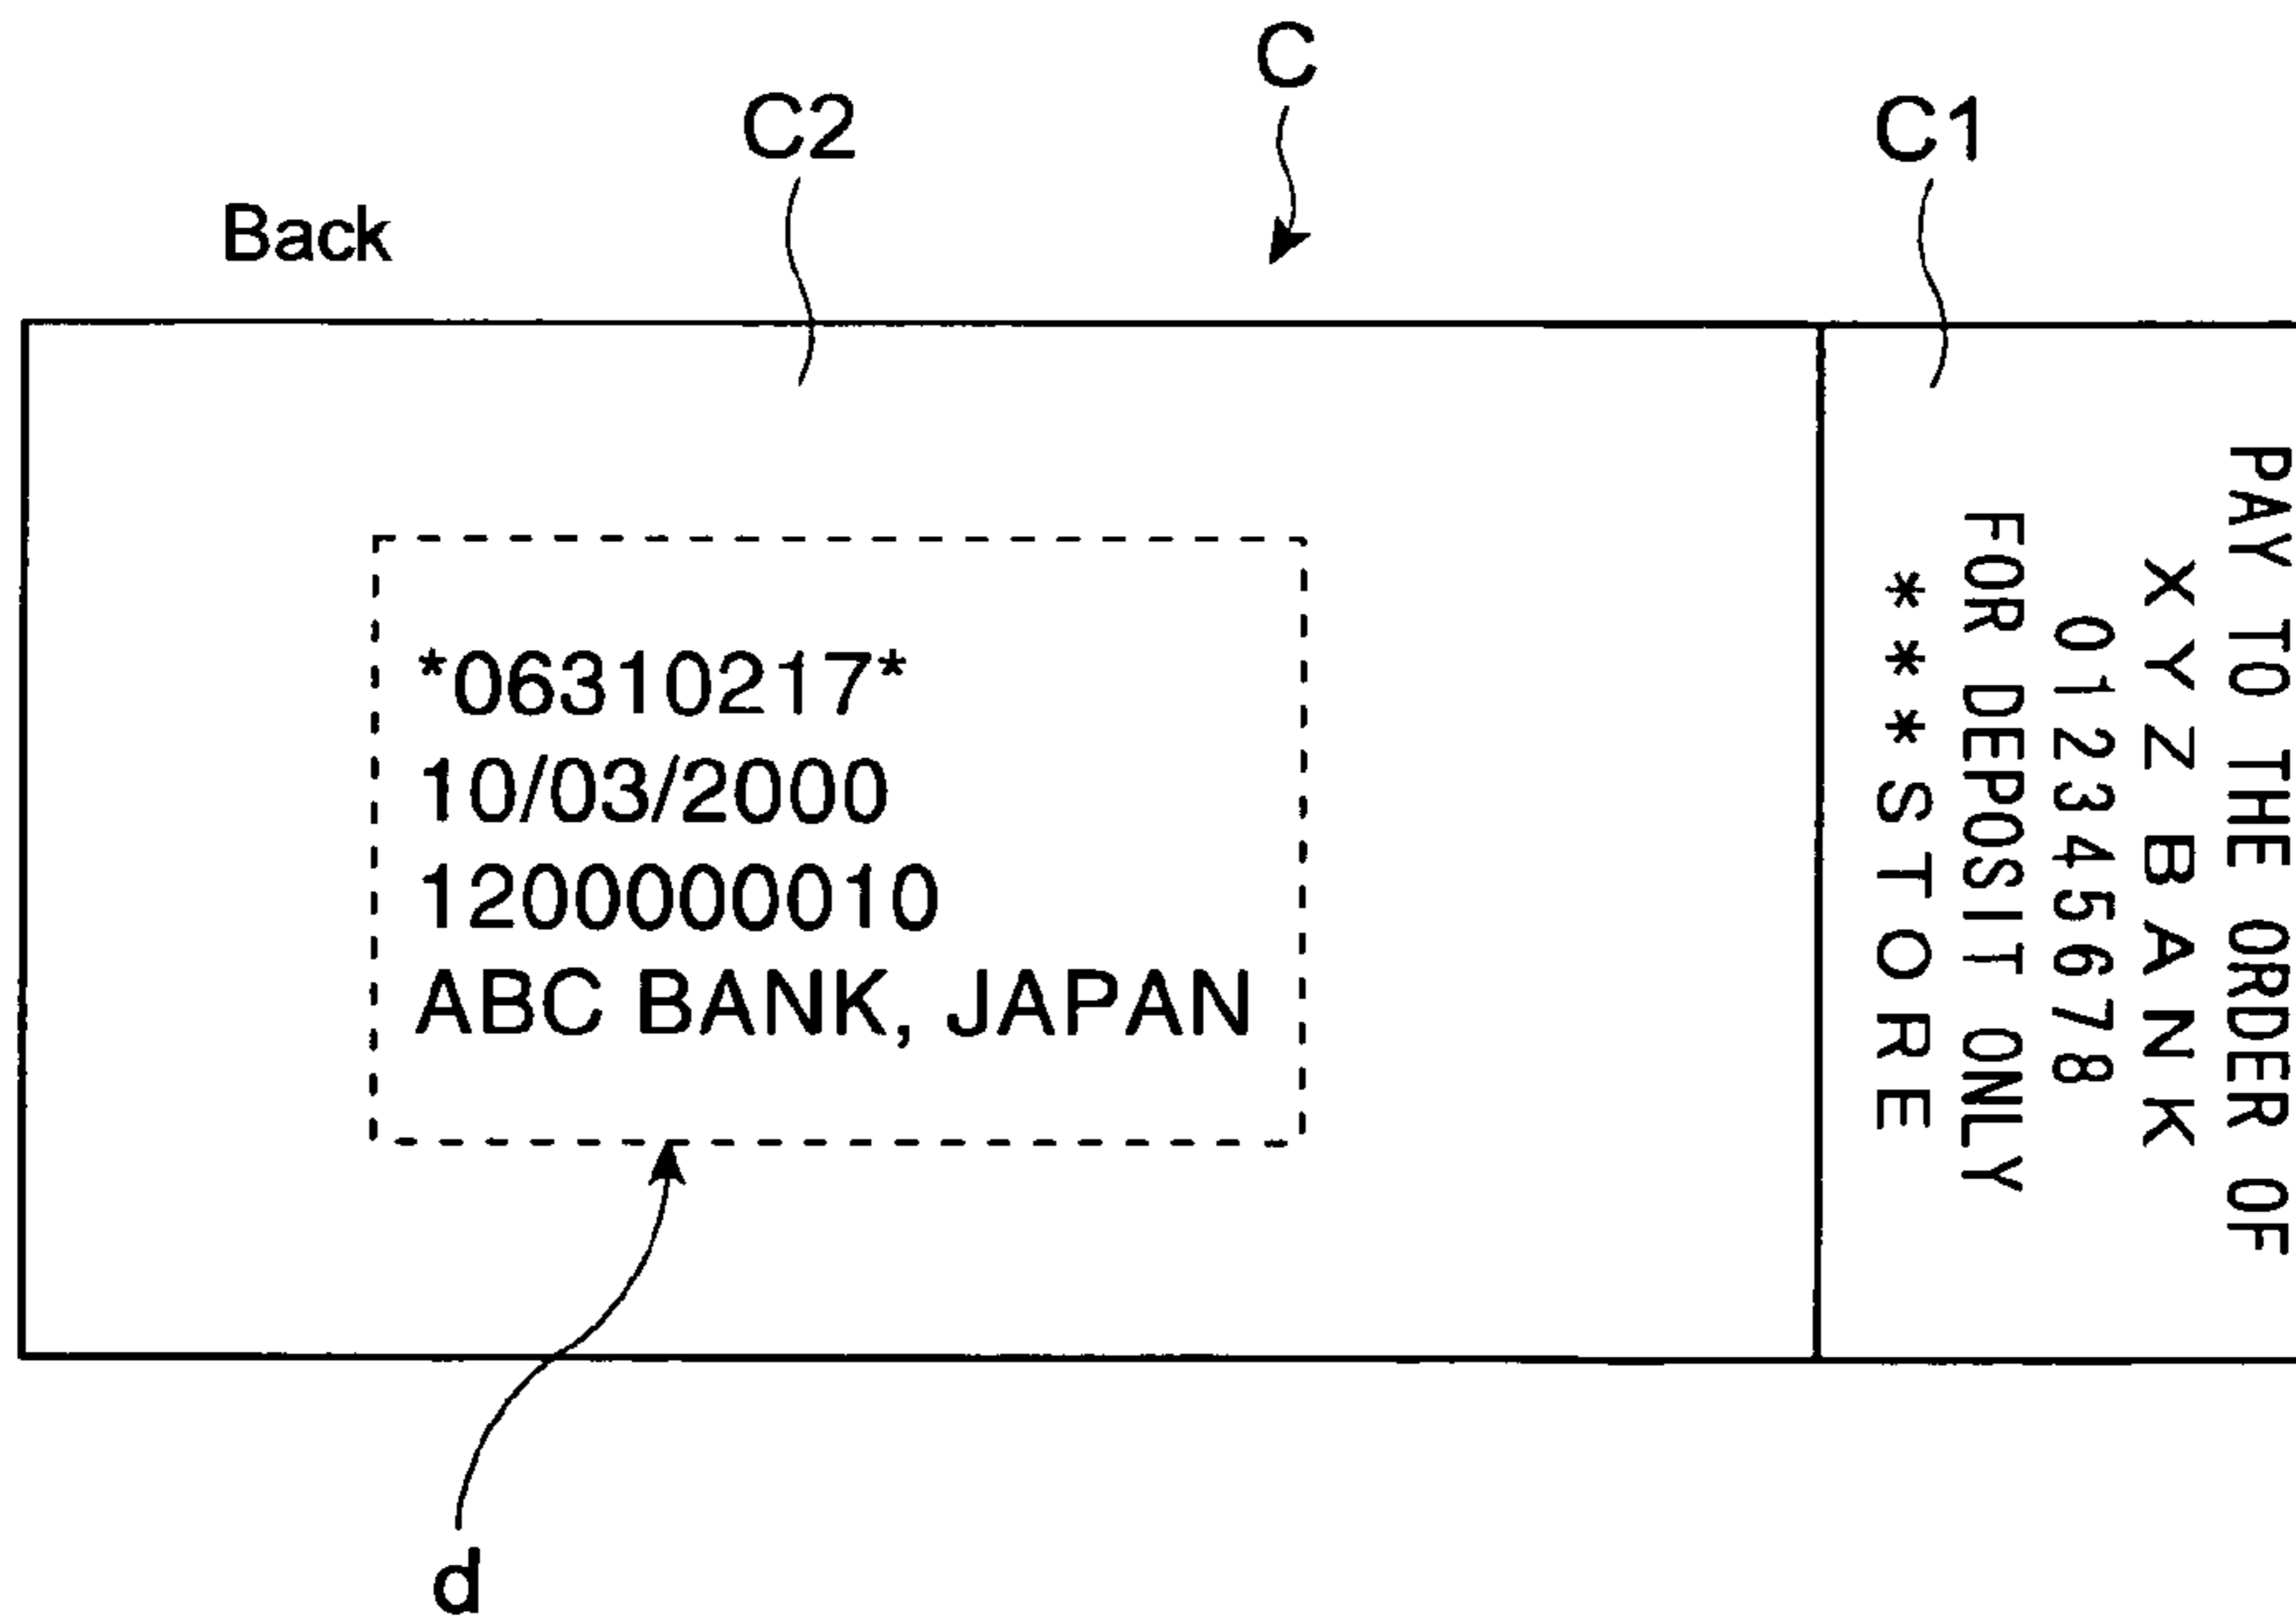 C
C2
C1
Back
*06310217*
10/03/2000
1200000010
ABC BANK, JAPAN
PAY TO THE ORDER OF
XYZ BANK
012345678
FOR DEPOSIT ONLY
***STORE
d